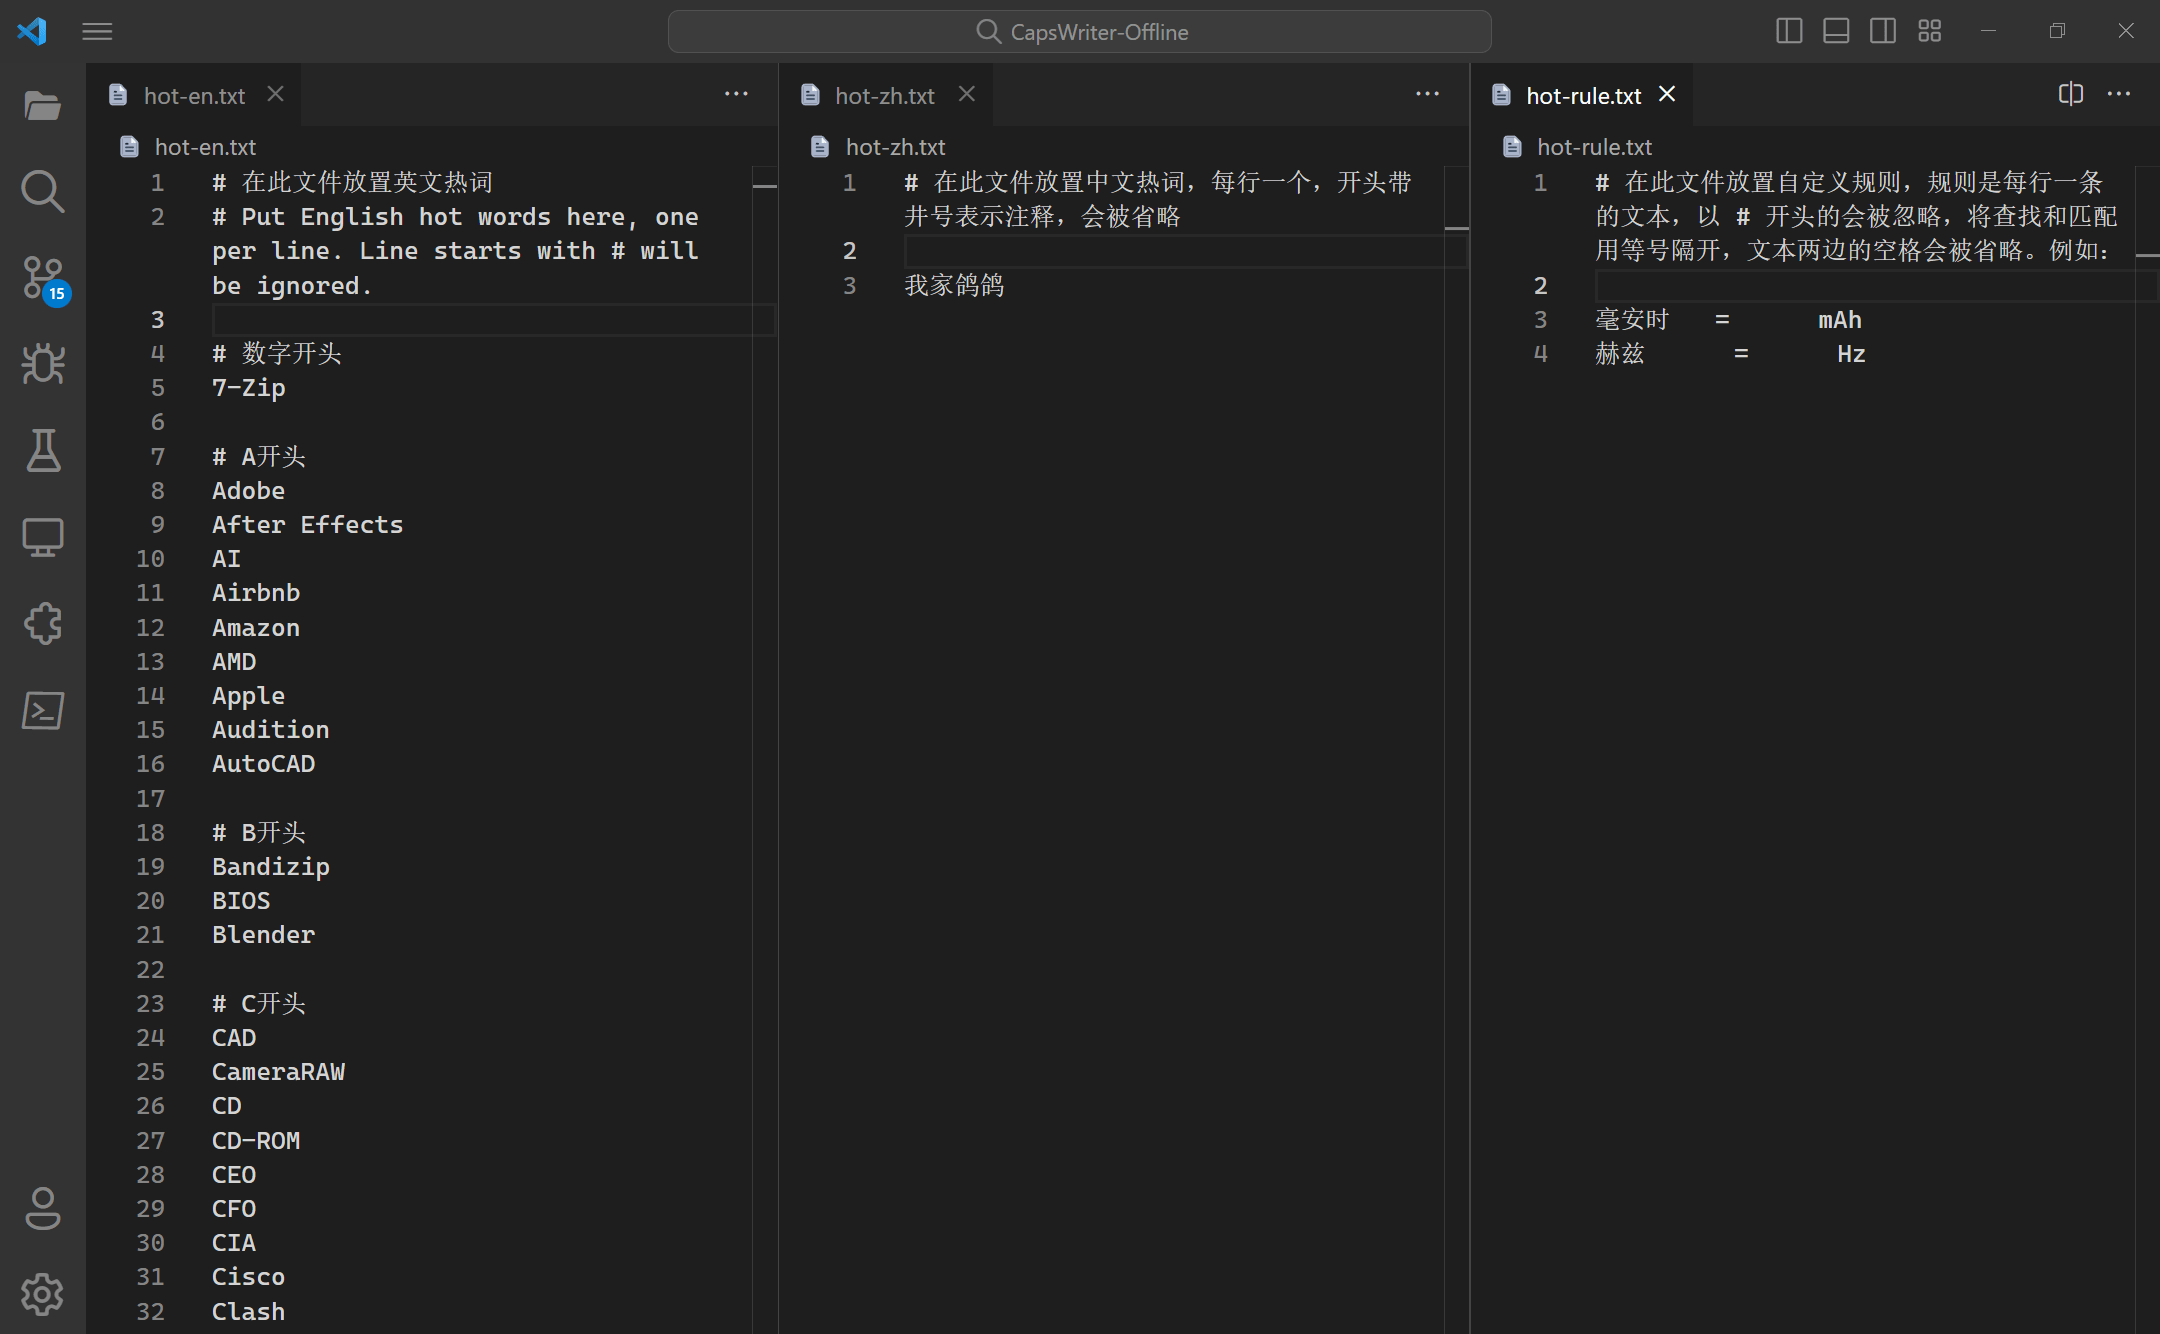 CapsWriter-Offline
15
hot-en.txt
hot-en.txt
1 # 在此文件放置英文热词
2 # Put English hot words here, one
per line. Line starts with # will
be ignored.
3
4 # 数字开头
5 7-Zip
6
7 # A开头
8 Adobe
9 After Effects
10 AI
11 Airbnb
12 Amazon
13 AMD
14 Apple
15 Audition
16 AutoCAD
17
18 # B开头
19 Bandizip
20 BIOS
21 Blender
22
23 # C开头
24 CAD
25 CameraRAW
26 CD
27 CD-ROM
28 CEO
29 CFO
30 CIA
31 Cisco
32 Clash
hot-zh.txt
hot-zh.txt
1 # 在此文件放置中文热词，每行一个，开头带
井号表示注释，会被省略
2
3 我家鸽鸽
hot-rule.txt
hot-rule.txt
1 # 在此文件放置自定义规则，规则是每行一条
的文本，以 # 开头的会被忽略，将查找和匹配
用等号隔开，文本两边的空格会被省略。例如：
2
3 毫安时 = mAh
4 赫兹 = Hz